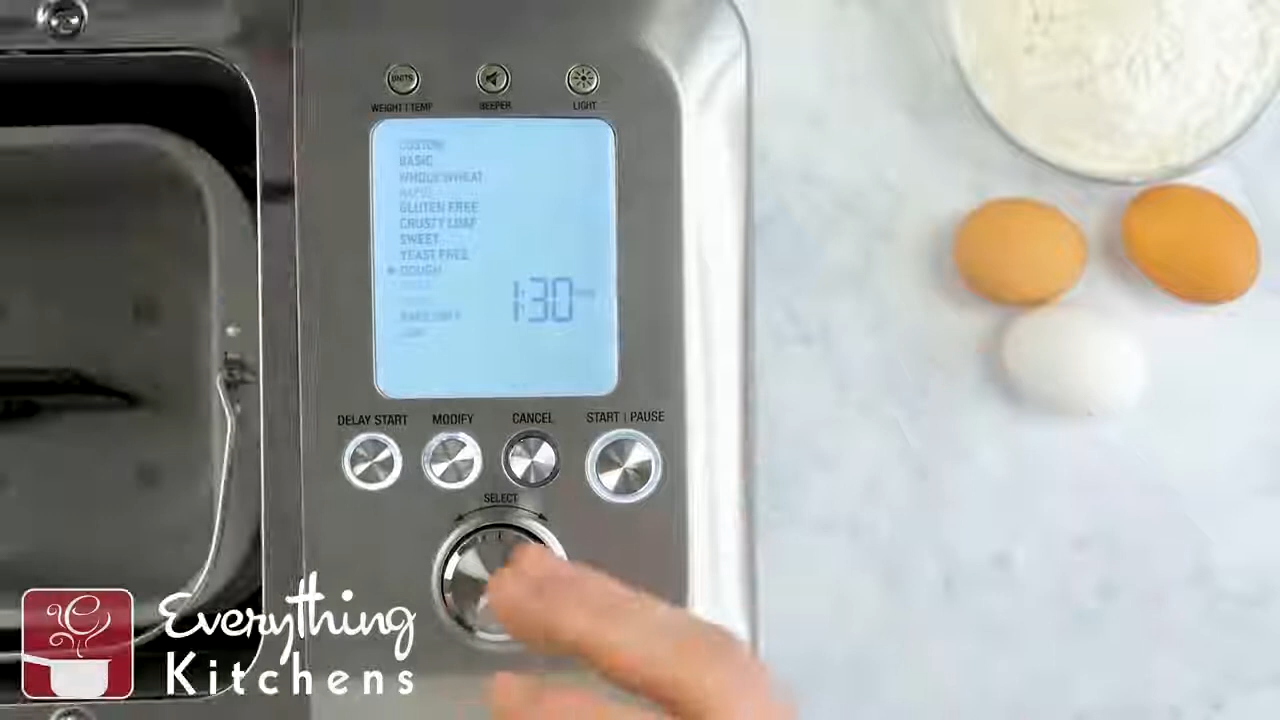 UNITS
WEIGHT | TEMP
BEEPER
LIGHT
CUSTOM
BASIC
WHOLE WHEAT
RAPID
GLUTEN FREE
CRUSTY LOAF
SWEET
YEAST FREE
DOUGH
BAKE ONLY
1:30
DELAY START
MODIFY
CANCEL
START | PAUSE
SELECT
Everything
Kitchens